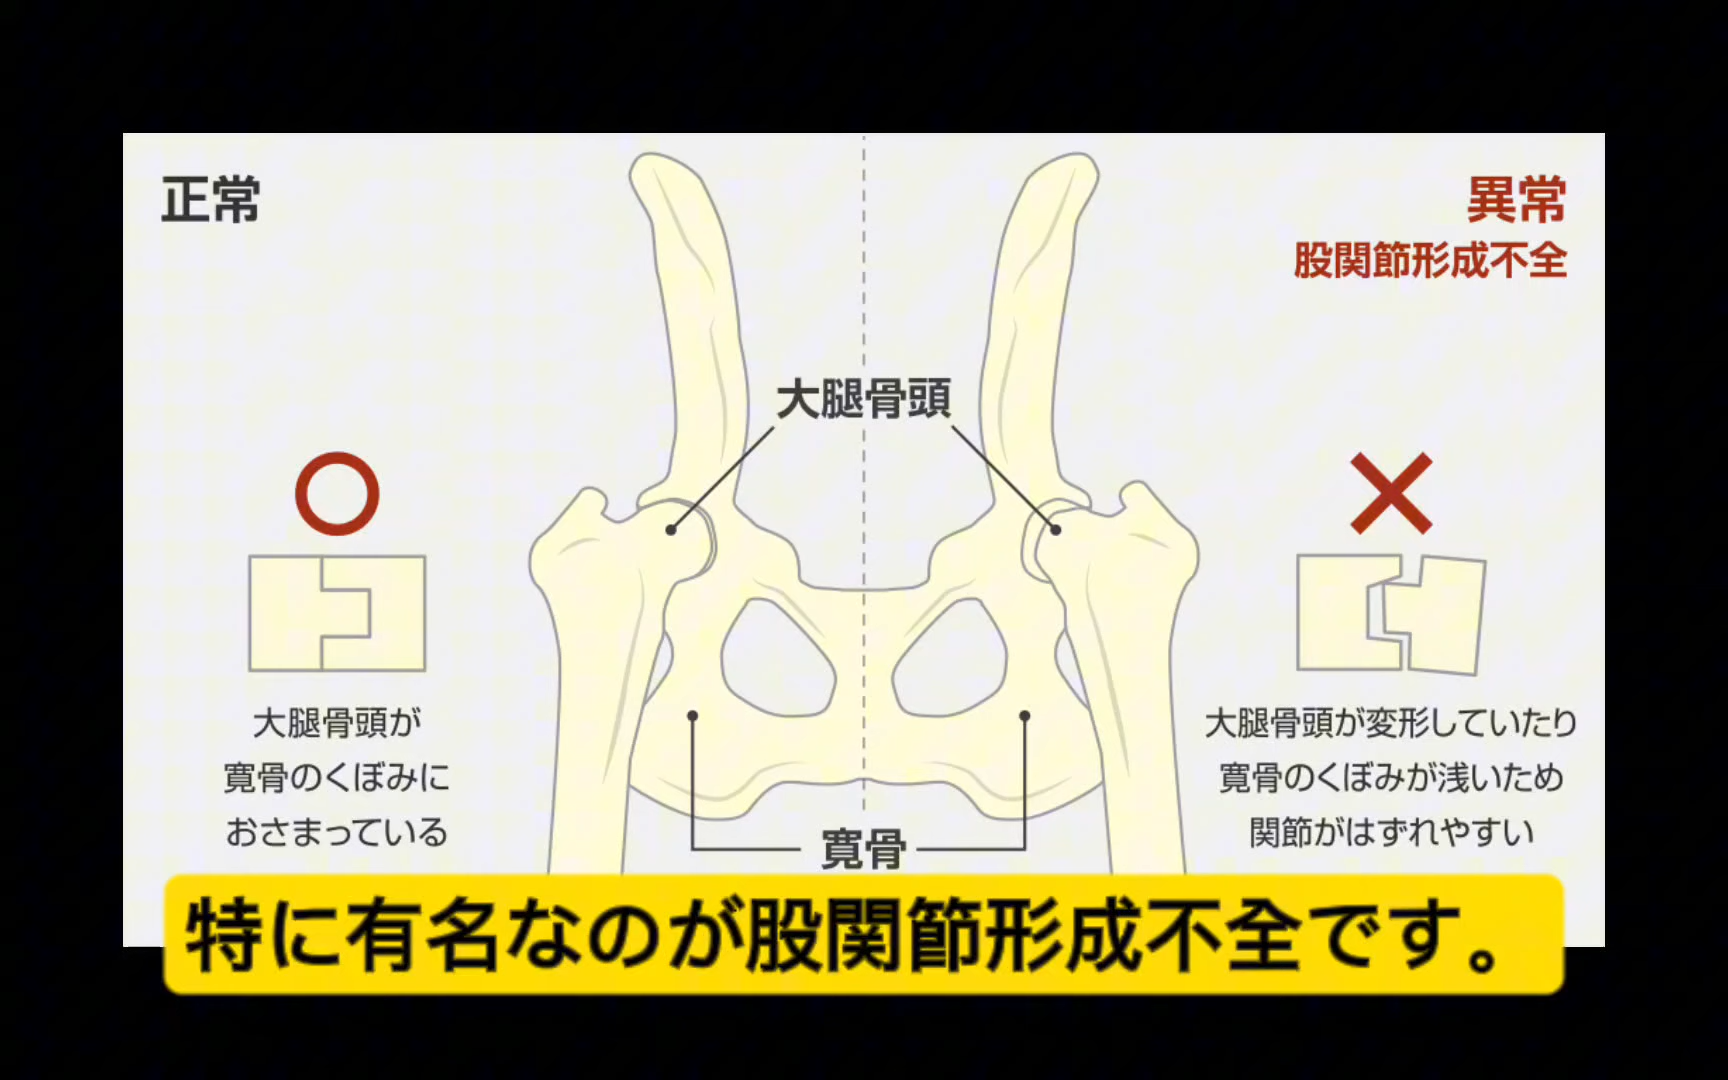 正常
異常
股関節形成不全
大腿骨頭
大腿骨頭が
寛骨のくぼみに
おさまっている
大腿骨頭が変形していたり
寛骨のくぼみが浅いため
関節がはずれやすい
寛骨
特に有名なのが股関節形成不全です。